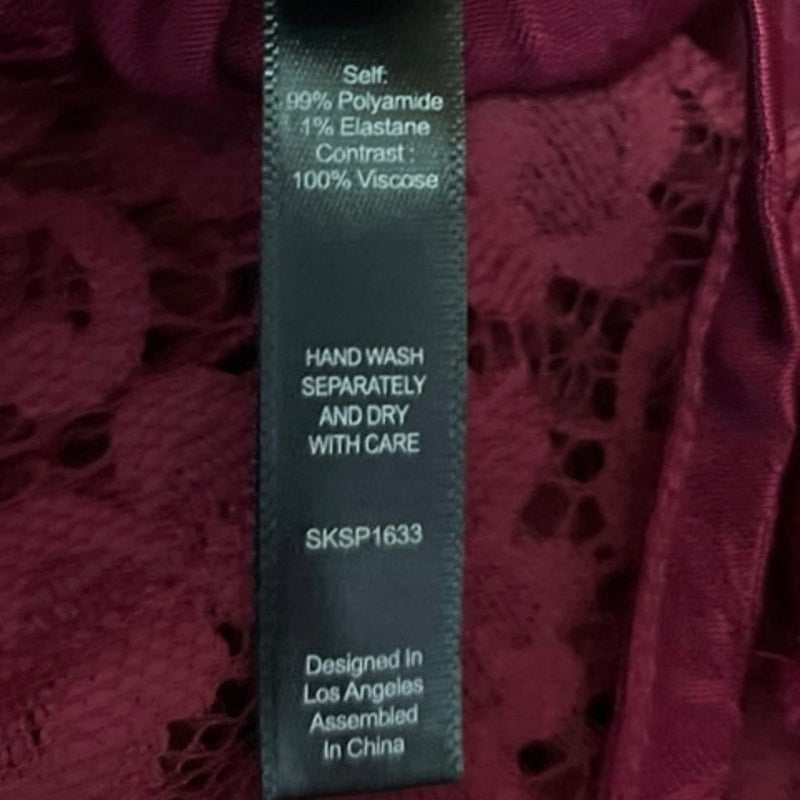 Self:
99% Polyamide
1% Elastane
Contrast :
100% Viscose
HAND WASH
SEPARATELY
AND DRY
WITH CARE
SKSP1633
Designed In
Los Angeles
Assembled
In China